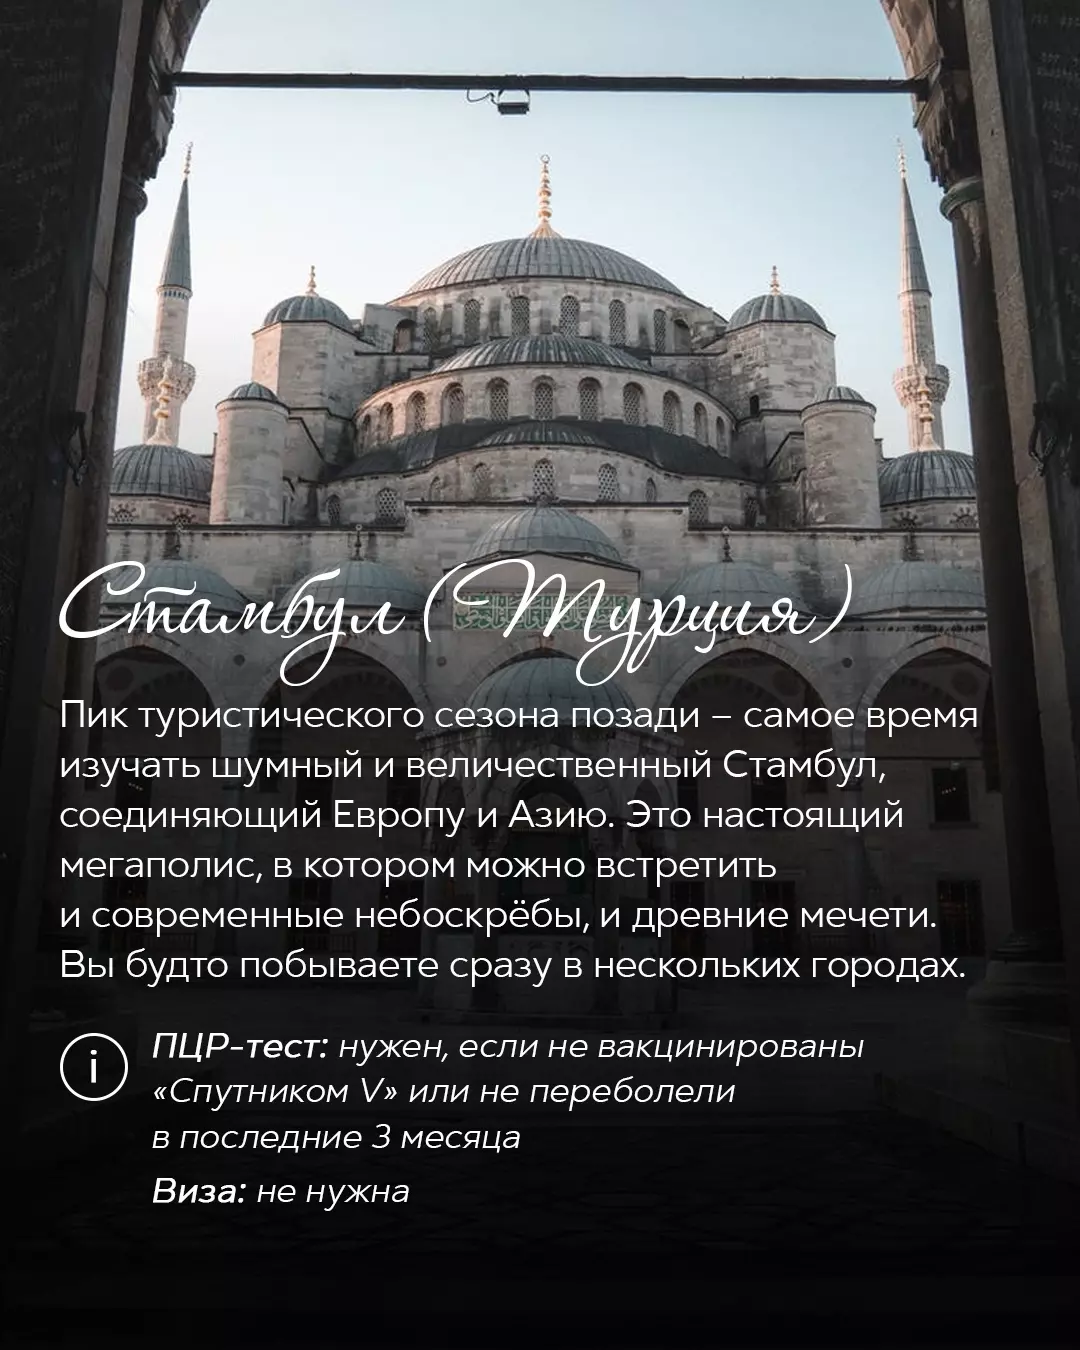 Стамбул (Турция)
Пик туристического сезона позади – самое время
изучать шумный и величественный Стамбул,
соединяющий Европу и Азию. Это настоящий
мегаполис, в котором можно встретить
и современные небоскрёбы, и древние мечети.
Вы будто побываете сразу в нескольких городах.
i
ПЦР-тест: нужен, если не вакцинированы
«Спутником V» или не переболели
в последние 3 месяца
Виза: не нужна